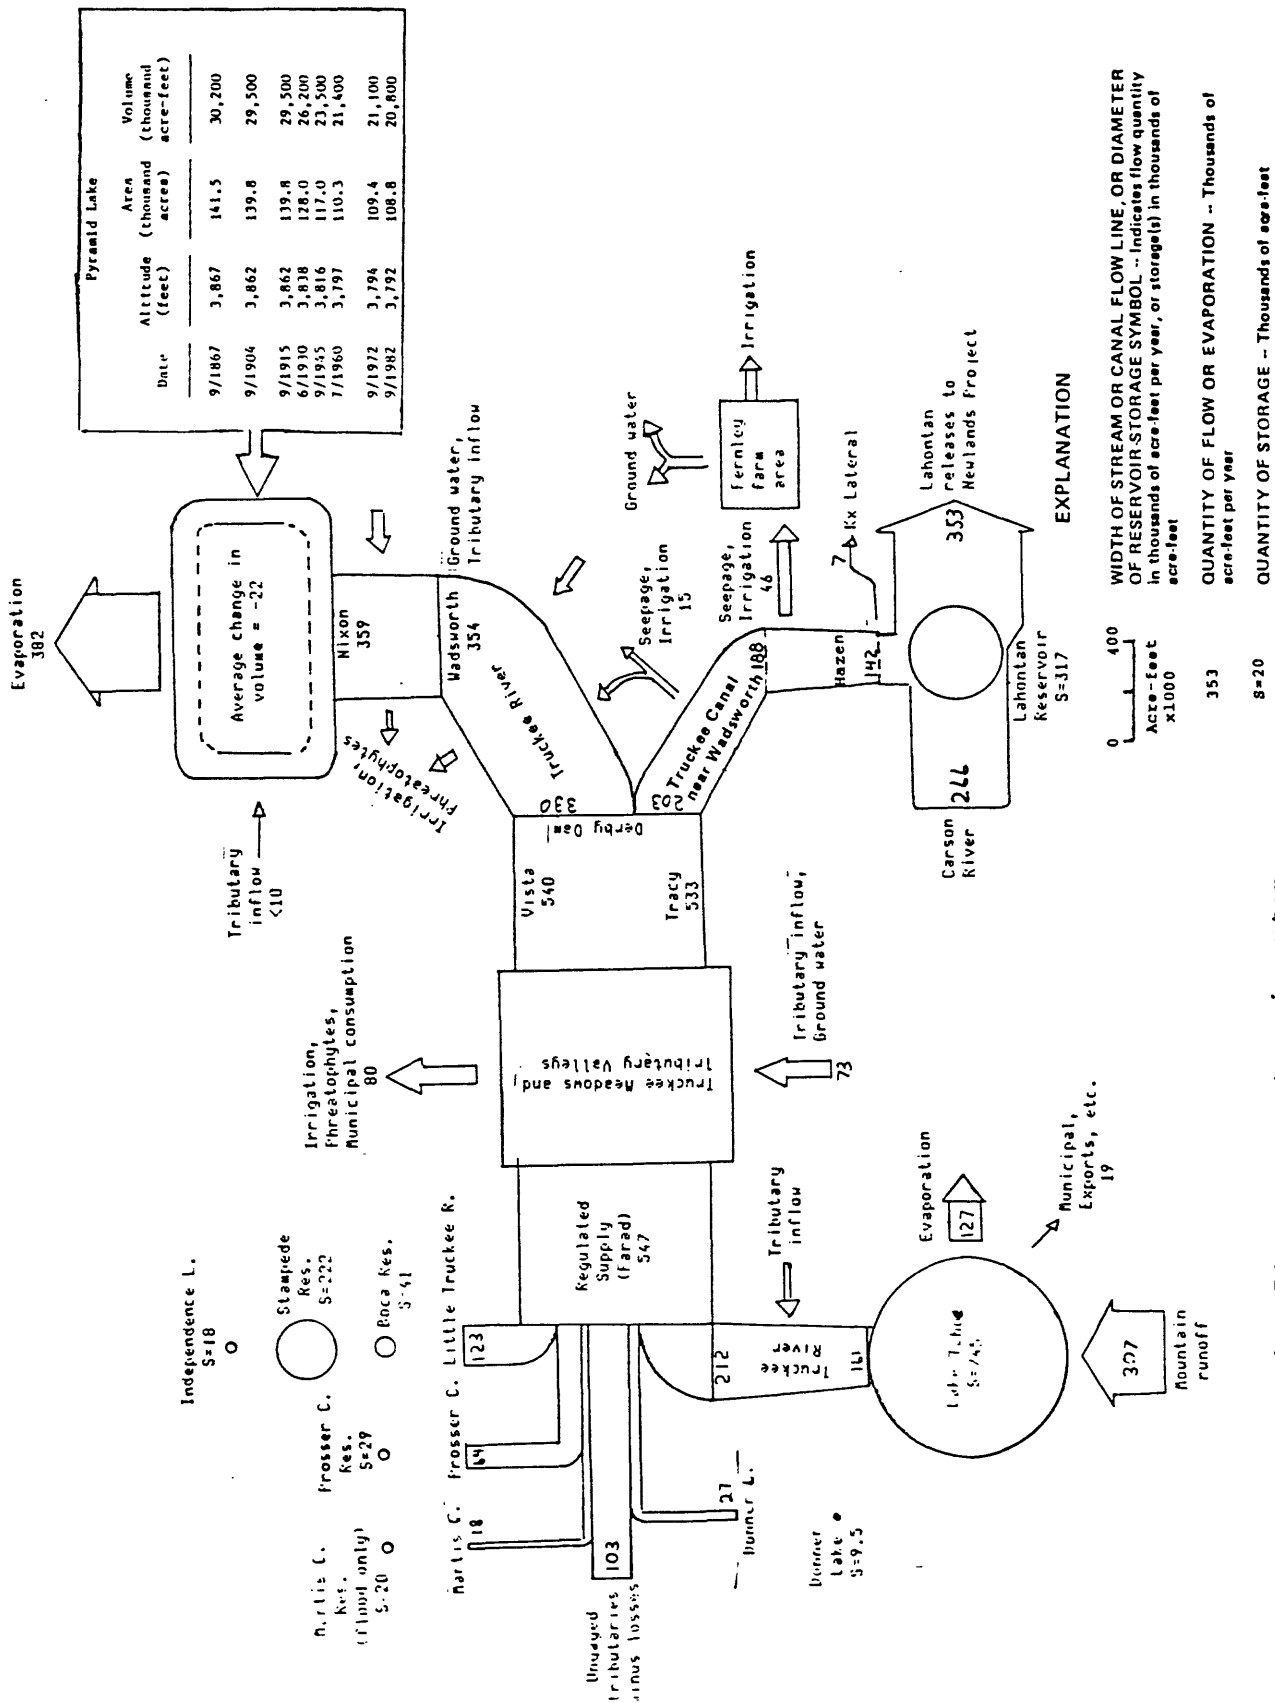 Pyramid Lake
Date Altitude (feet) Area (thousand acres) Volume (thousand acre-feet)
9/1867 3,867 141.5 30,200
9/1904 3,862 139.8 29,500
9/1915 3,862 139.8 29,500
6/1930 3,838 128.0 26,200
9/1945 3,816 117.0 23,500
7/1960 3,797 110.3 21,400
9/1972 3,794 109.4 21,100
9/1982 3,792 108.8 20,800
Evaporation
382
Average change in
volume = -22
Tributary
inflow
<10
Nixon
359
Wadsworth
354
Ground water,
Tributary inflow
Irrigation,
Phreatophytes
Truckee River
330
Derby Dam
203
Truckee Canal
near Wadsworth
188
Seepage,
Irrigation
15
Seepage,
Irrigation
46
Ground water
Fernley
farm
area
Irrigation
Hazen
142
7
Rx Lateral
Lahontan
releases to
Newlands Project
353
Lahontan
Reservoir
S=317
Carson
River
266
Vista
540
Tracy
533
Irrigation,
Phreatophytes,
Municipal consumption
80
Truckee Meadows and
Tributary Valleys
Tributary inflow,
Ground water
73
Regulated
Supply
(Farad)
547
Independence L.
S=18
Stampede
Res.
S=222
Boca Res.
S=41
Prosser C.
Res.
S=29
Martis C.
Res.
(flood only)
S=20
Little Truckee R.
123
Prosser C.
64
Martis C.
18
Ungaged
tributaries
minus losses
103
Donner L.
27
Donner
Lake
S=9.5
Tributary
inflow
212
Truckee
River
161
Lake Tahoe
Evaporation
127
Municipal,
Exports, etc.
19
307
Mountain
runoff
EXPLANATION
0 400
Acre-feet
x1000
WIDTH OF STREAM OR CANAL FLOW LINE, OR DIAMETER
OF RESERVOIR-STORAGE SYMBOL -- Indicates flow quantity
in thousands of acre-feet per year, or storage(s) in thousands of
acre-feet
353
QUANTITY OF FLOW OR EVAPORATION -- Thousands of
acre-feet per year
S=20
QUANTITY OF STORAGE -- Thousands of acre-feet